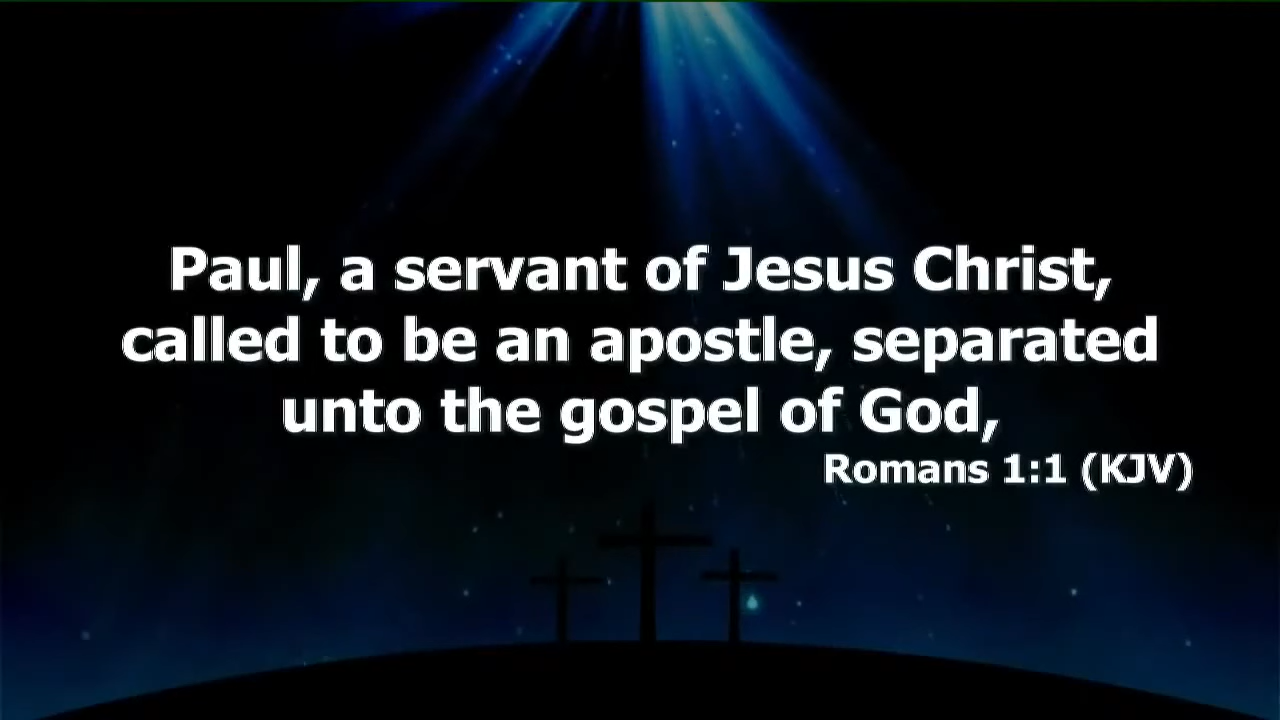 Paul, a servant of Jesus Christ,
called to be an apostle, separated
unto the gospel of God,
Romans 1:1 (KJV)